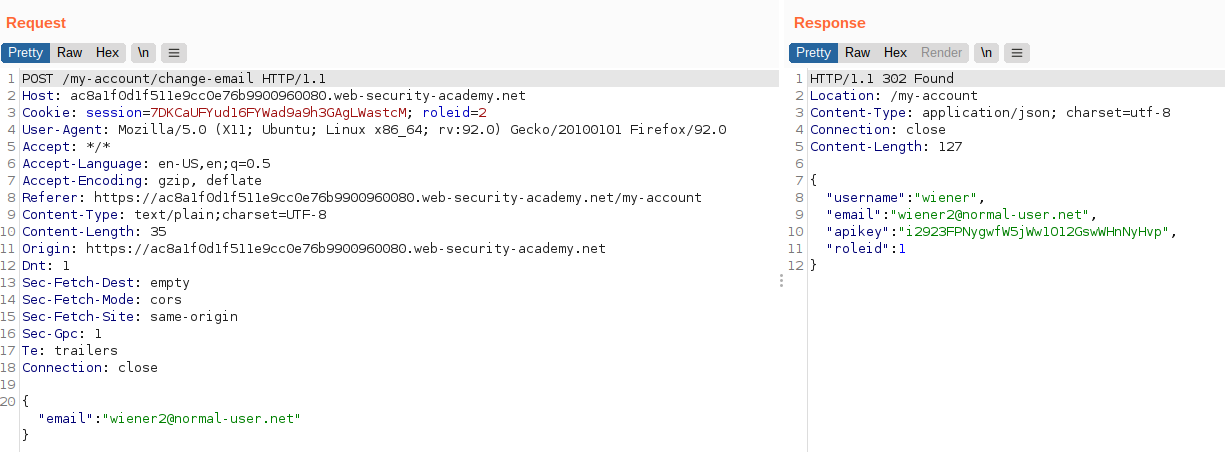 Request
Pretty Raw Hex \n ≡
1 POST /my-account/change-email HTTP/1.1
2 Host: ac8a1f0d1f511e9cc0e76b9900960080.web-security-academy.net
3 Cookie: session=7DKCaUFYud16FYWad9a9h3GAgLWastcM; roleid=2
4 User-Agent: Mozilla/5.0 (X11; Ubuntu; Linux x86_64; rv:92.0) Gecko/20100101 Firefox/92.0
5 Accept: */*
6 Accept-Language: en-US,en;q=0.5
7 Accept-Encoding: gzip, deflate
8 Referer: https://ac8a1f0d1f511e9cc0e76b9900960080.web-security-academy.net/my-account
9 Content-Type: text/plain;charset=UTF-8
10 Content-Length: 35
11 Origin: https://ac8a1f0d1f511e9cc0e76b9900960080.web-security-academy.net
12 Dnt: 1
13 Sec-Fetch-Dest: empty
14 Sec-Fetch-Mode: cors
15 Sec-Fetch-Site: same-origin
16 Sec-Gpc: 1
17 Te: trailers
18 Connection: close
19
20 {
"email":"wiener2@normal-user.net"
}
Response
Pretty Raw Hex Render \n ≡
1 HTTP/1.1 302 Found
2 Location: /my-account
3 Content-Type: application/json; charset=utf-8
4 Connection: close
5 Content-Length: 127
6
7 {
8 "username":"wiener",
9 "email":"wiener2@normal-user.net",
10 "apikey":"i2923FPNygwfW5jWw1O12GswWHnNyHvp",
11 "roleid":1
12 }